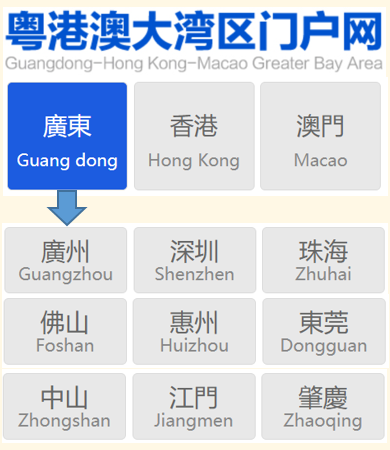 粤港澳大湾区门户网
Guangdong-Hong Kong-Macao Greater Bay Area
廣東 香港 澳門
Guang dong Hong Kong Macao
廣州 深圳 珠海
Guangzhou Shenzhen Zhuhai
佛山 惠州 東莞
Foshan Huizhou Dongguan
中山 江門 肇慶
Zhongshan Jiangmen Zhaoqing